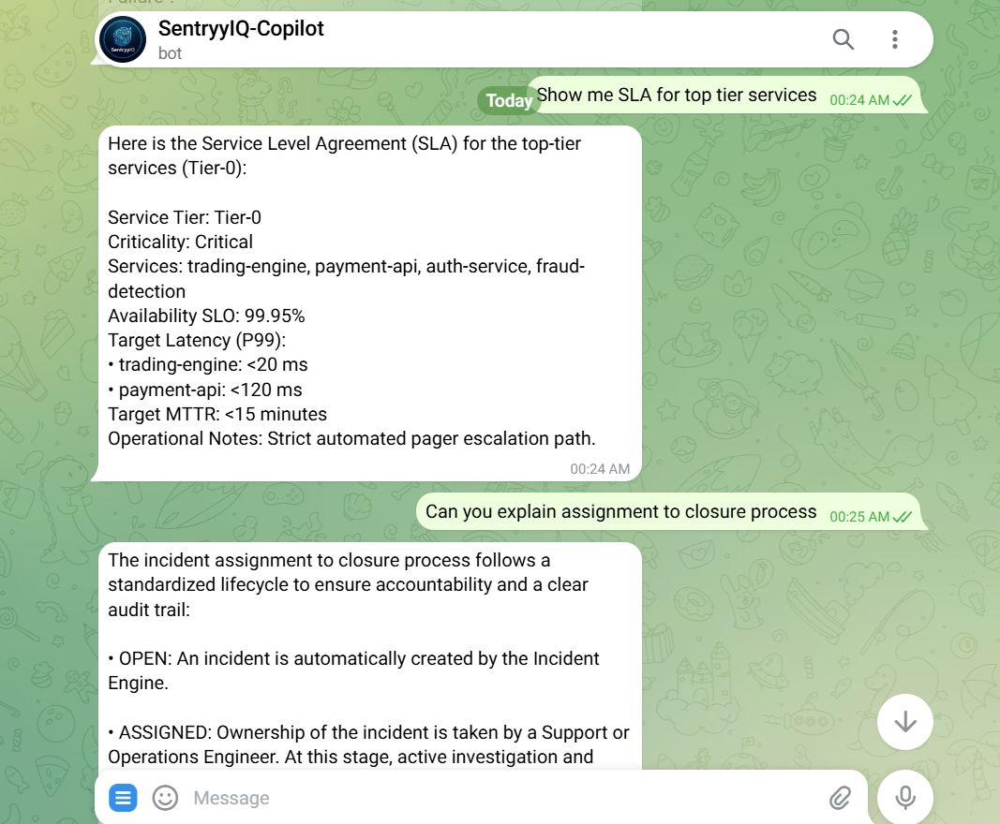 Failure".
SentryyIQ-Copilot
bot
Today
Show me SLA for top tier services 00:24 AM
Here is the Service Level Agreement (SLA) for the top-tier
services (Tier-0):
Service Tier: Tier-0
Criticality: Critical
Services: trading-engine, payment-api, auth-service, fraud-
detection
Availability SLO: 99.95%
Target Latency (P99):
• trading-engine: <20 ms
• payment-api: <120 ms
Target MTTR: <15 minutes
Operational Notes: Strict automated pager escalation path.
00:24 AM
Can you explain assignment to closure process 00:25 AM
The incident assignment to closure process follows a
standardized lifecycle to ensure accountability and a clear
audit trail:
• OPEN: An incident is automatically created by the Incident
Engine.
• ASSIGNED: Ownership of the incident is taken by a Support or
Operations Engineer. At this stage, active investigation and
Message